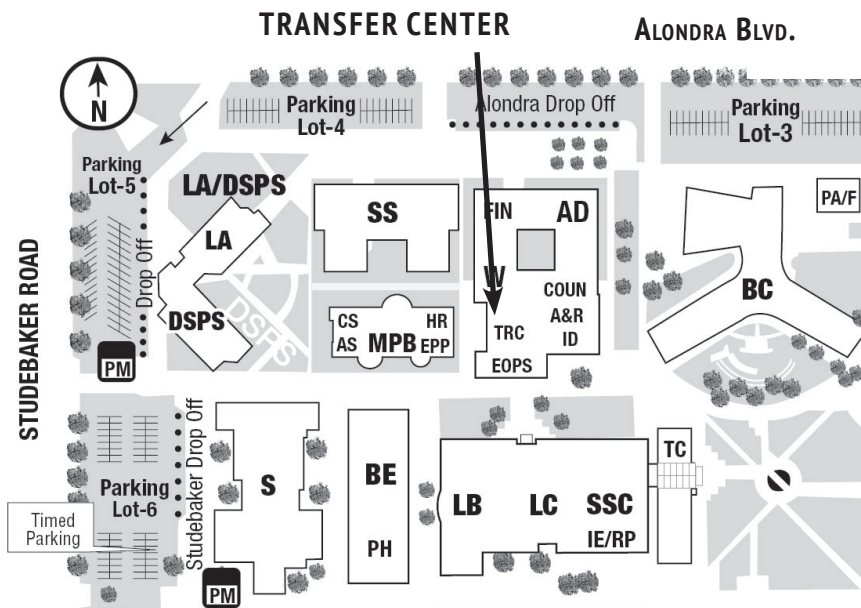 TRANSFER CENTER
ALONDRA BLVD.
N
Parking
Lot-4
Alondra Drop Off
Parking
Lot-3
Parking
Lot-5
LA/DSPS
LA
DSPS
DSPS
Drop Off
STUDEBAKER ROAD
PM
SS
FIN
AD
W
COUN
A&R
ID
TRC
EOPS
PA/F
BC
CS
HR
AS
MPB
EPP
Parking
Lot-6
Timed
Parking
Studebaker Drop Off
PM
S
BE
PH
LB
LC
SSC
IE/RP
TC